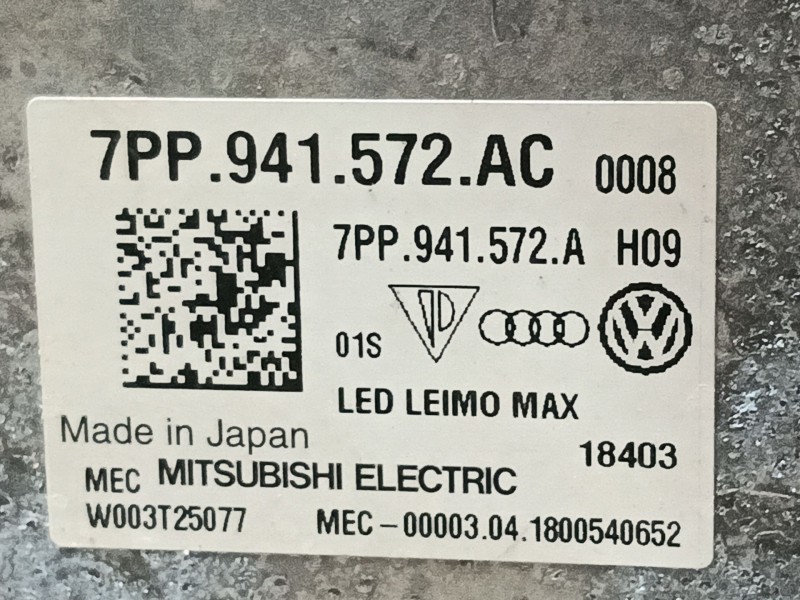 7PP.941.572.AC 0008
7PP.941.572.A H09
01S
LED LEIMO MAX
Made in Japan
18403
MEC MITSUBISHI ELECTRIC
W003T25077 MEC-00003.04.1800540652